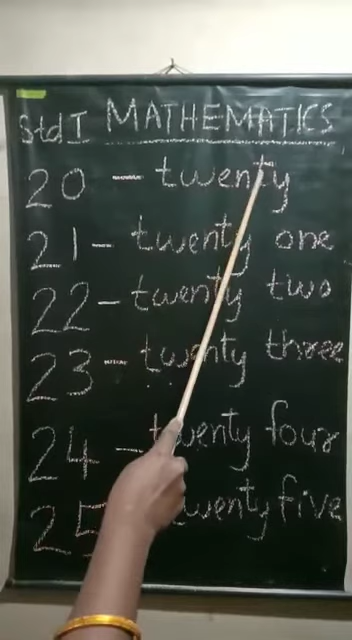 Std I MATHEMATICS
20 — twenty
21 - twenty one
22 - twenty two
23 - twenty three
24 - twenty four
25 twenty five